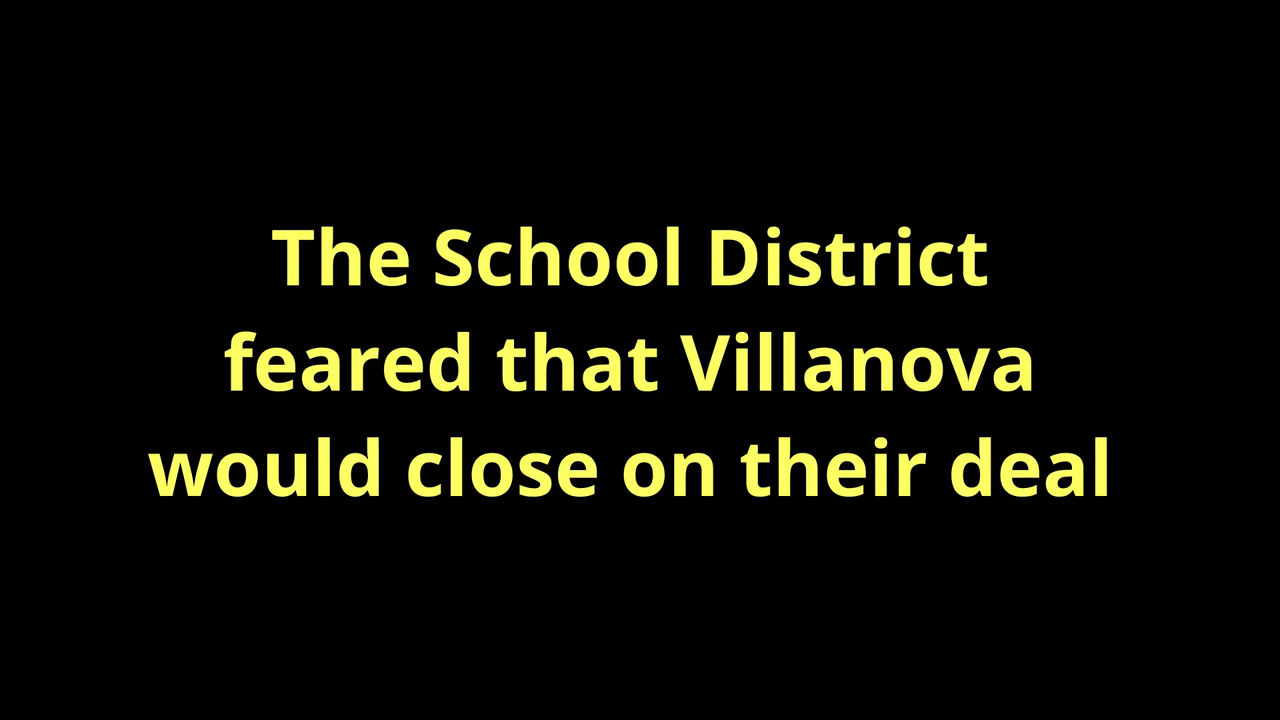 The School District
feared that Villanova
would close on their deal